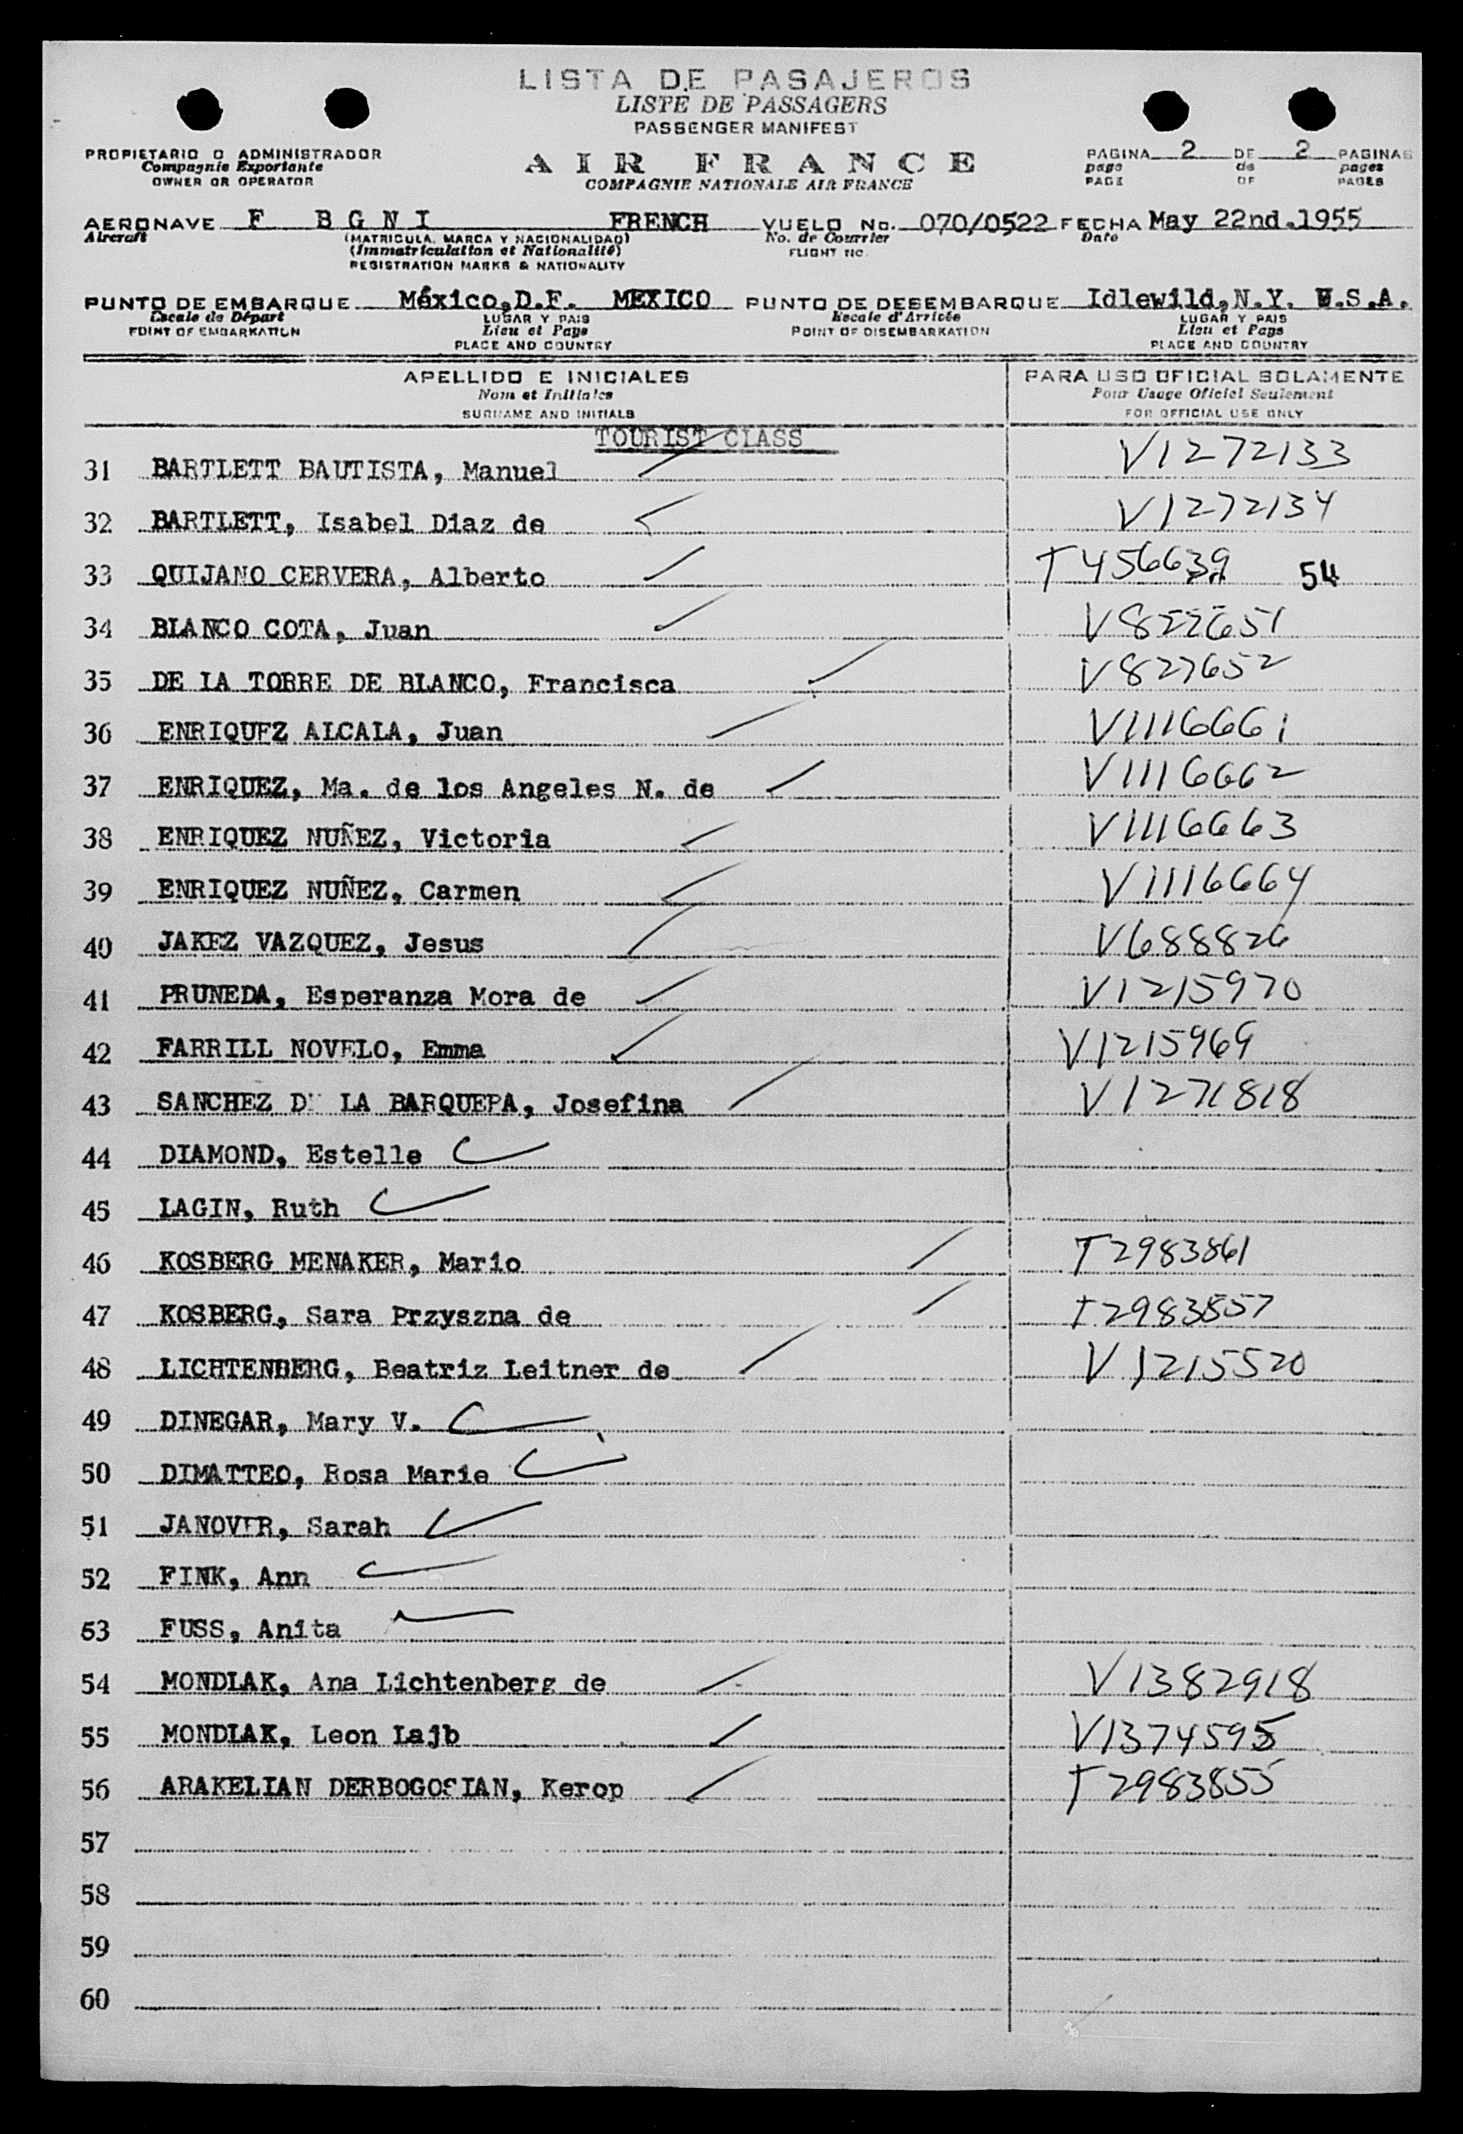 LISTA DE PASAJEROS
LISTE DE PASSAGERS
PASSENGER MANIFEST
PROPIETARIO O ADMINISTRADOR
Compagnie Exportante
OWNER OR OPERATOR
AIR FRANCE
COMPAGNIE NATIONALE AIR FRANCE
PAGINA 2 DE 2 PAGINAS
page de pages
PAGE OF PAGES
AERONAVE F BGNI FRENCH VUELO No. 070/0522 FECHA May 22nd.1955
Aircraft (MATRICULA, MARCA Y NACIONALIDAD) No. de Courrier Date
(Immatriculation et Nationalité) FLIGHT NO.
REGISTRATION MARKS & NATIONALITY
PUNTO DE EMBARQUE México,D.F. MEXICO PUNTO DE DESEMBARQUE Idlewild,N.Y. U.S.A.
Escale de Départ LUGAR Y PAIS Escale d'Arrivée LUGAR Y PAIS
POINT OF EMBARKATION Lieu et Pays POINT OF DISEMBARKATION Lieu et Pays
PLACE AND COUNTRY PLACE AND COUNTRY
APELLIDO E INICIALES PARA USO OFICIAL SOLAMENTE
Nom et Initiales Pour Usage Officiel Seulement
SURNAME AND INITIALS FOR OFFICIAL USE ONLY
TOURIST CLASS
31 BARTLETT BAUTISTA, Manuel V1272133
32 BARTLETT, Isabel Diaz de V1272134
33 QUIJANO CERVERA, Alberto T456639 54
34 BLANCO COTA, Juan V827651
35 DE LA TORRE DE BLANCO, Francisca V827652
36 ENRIQUEZ ALCALA, Juan V1116661
37 ENRIQUEZ, Ma. de los Angeles N. de V1116662
38 ENRIQUEZ NUÑEZ, Victoria V1116663
39 ENRIQUEZ NUÑEZ, Carmen V1116664
40 JAKEZ VAZQUEZ, Jesus V688826
41 PRUNEDA, Esperanza Mora de V1215970
42 FARRILL NOVELO, Emma V1215969
43 SANCHEZ DE LA BARQUERA, Josefina V1271818
44 DIAMOND, Estelle
45 LAGIN, Ruth
46 KOSBERG MENAKER, Mario T2983861
47 KOSBERG, Sara Przyszna de T2983857
48 LICHTENBERG, Beatriz Leitner de V1215520
49 DINEGAR, Mary V.
50 DIMATTEO, Rosa Marie
51 JANOVER, Sarah
52 FINK, Ann
53 FUSS, Anita
54 MONDLAK, Ana Lichtenberg de V1382918
55 MONDLAK, Leon Lajb V1374595
56 ARAKELIAN DERBOGOSIAN, Kerop T2983855
57
58
59
60